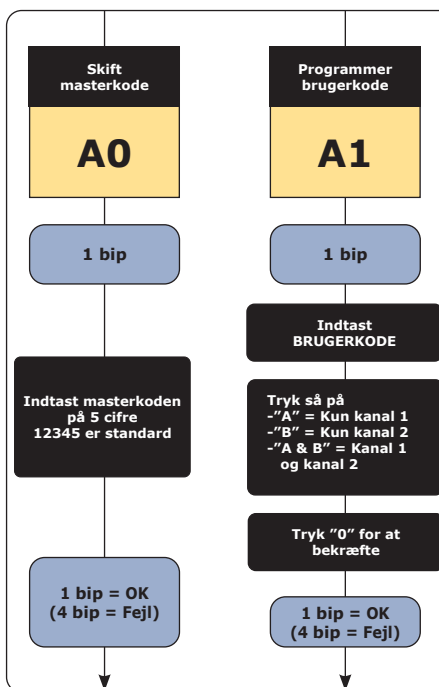 Skift
masterkode
A0
1 bip
Indtast masterkoden
på 5 cifre
12345 er standard
1 bip = OK
(4 bip = Fejl)
Programmer
brugerkode
A1
1 bip
Indtast
BRUGERKODE
Tryk så på
-”A” = Kun kanal 1
-”B” = Kun kanal 2
-”A & B” = Kanal 1
og kanal 2
Tryk ”0” for at
bekræfte
1 bip = OK
(4 bip = Fejl)